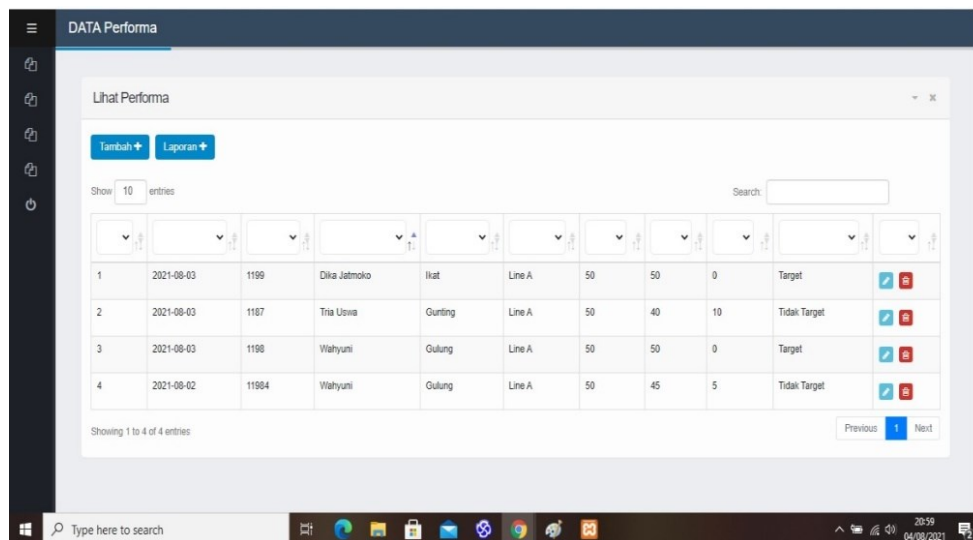 DATA Performa
Lihat Performa
Tambah
Laporan
Show 10 entries
Search:
1 2021-08-03 1199 Dika Jatmoko Ikat Line A 50 50 0 Target
2 2021-08-03 1187 Tria Uswa Gunting Line A 50 40 10 Tidak Target
3 2021-08-03 1198 Wahyuni Gulung Line A 50 50 0 Target
4 2021-08-02 11984 Wahyuni Gulung Line A 50 45 5 Tidak Target
Showing 1 to 4 of 4 entries
Previous 1 Next
Type here to search
20:59
04/08/2021